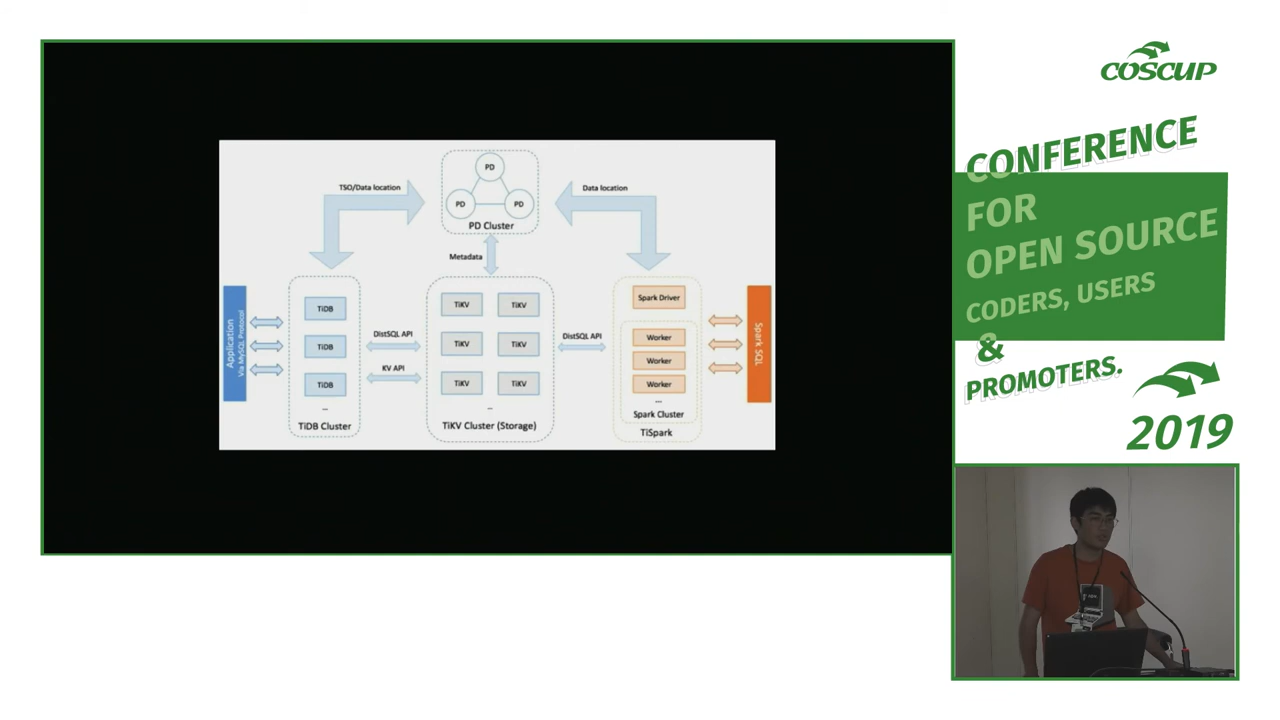 COSCUP
CONFERENCE
FOR
OPEN SOURCE
CODERS, USERS
&
PROMOTERS.
2019
PD
PD
PD
PD Cluster
TSO/Data location
Data location
Metadata
Application
Via MySQL Protocol
TiDB
TiDB
TiDB
...
TiDB Cluster
DistSQL API
KV API
TiKV
TiKV
TiKV
TiKV
TiKV
TiKV
...
TiKV Cluster (Storage)
DistSQL API
Spark Driver
Worker
Worker
Worker
...
Spark Cluster
TiSpark
Spark SQL